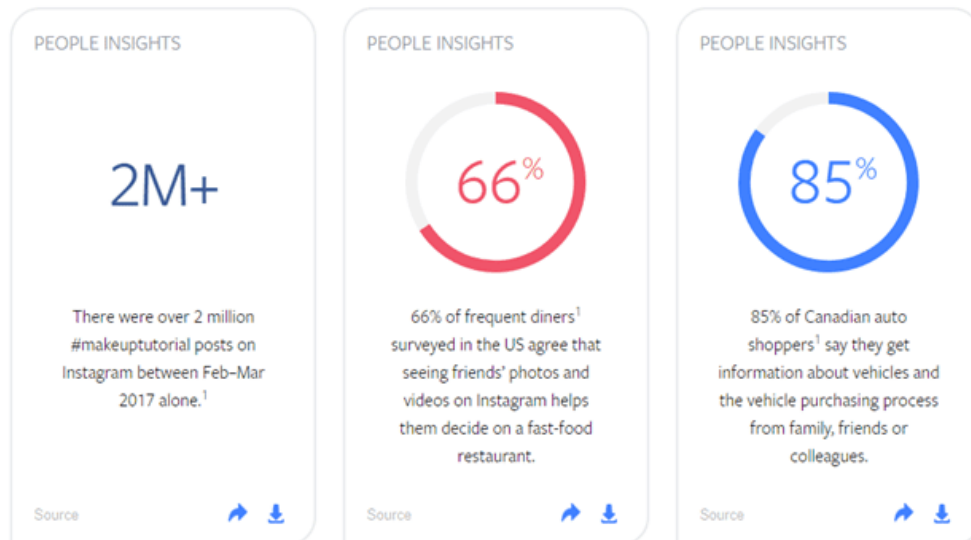 PEOPLE INSIGHTS
2M+
There were over 2 million
#makeuptutorial posts on
Instagram between Feb–Mar
2017 alone.1
Source
PEOPLE INSIGHTS
66%
66% of frequent diners1
surveyed in the US agree that
seeing friends' photos and
videos on Instagram helps
them decide on a fast-food
restaurant.
Source
PEOPLE INSIGHTS
85%
85% of Canadian auto
shoppers1 say they get
information about vehicles and
the vehicle purchasing process
from family, friends or
colleagues.
Source